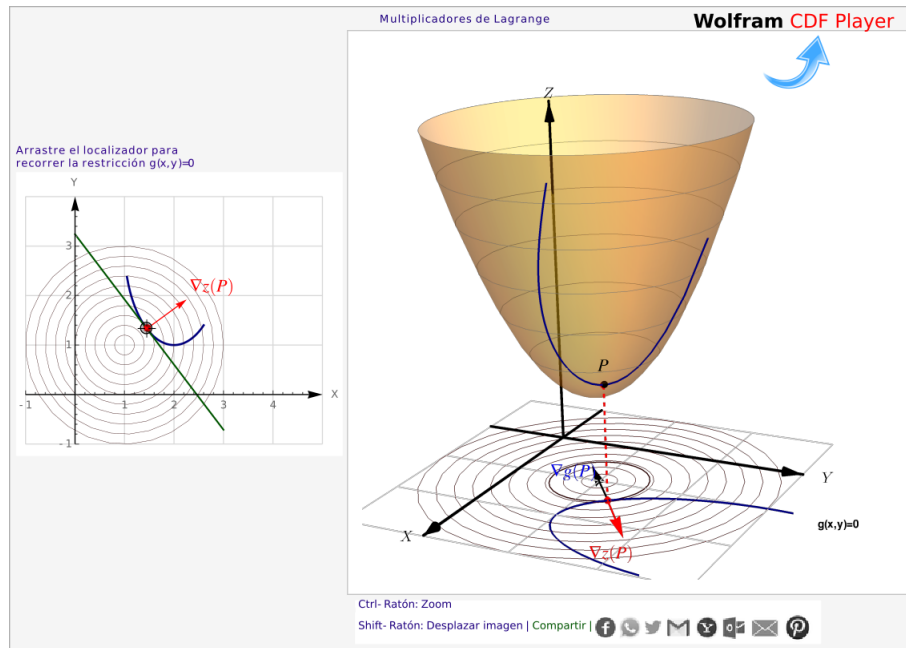 Multiplicadores de Lagrange
Wolfram CDF Player
Arrastre el localizador para
recorrer la restricción g(x,y)=0
Y
3
2
1
-1
-1
1
2
3
4
X
∇z(P)
Z
P
∇g(P)
Y
X
∇z(P)
g(x,y)=0
Ctrl- Ratón: Zoom
Shift- Ratón: Desplazar imagen | Compartir |